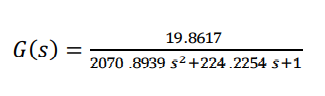 G(s) = 19.8617 / 2070 .8939 s² +224 .2254 s+1